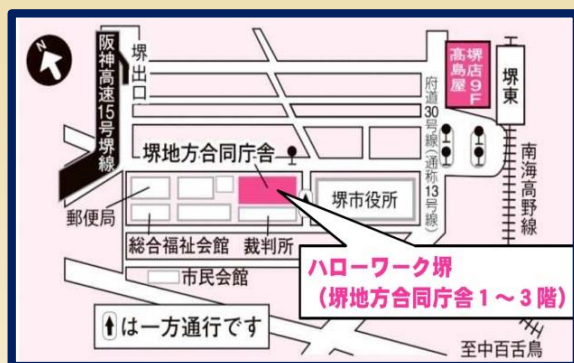 N
阪神高速15号堺線
堺出口
髙島屋
堺店9F
堺東
府道30号線(通称13号線)
南海高野線
堺地方合同庁舎
郵便局
堺市役所
総合福祉会館
裁判所
市民会館
ハローワーク堺
(堺地方合同庁舎1～3階)
は一方通行です
至中百舌鳥